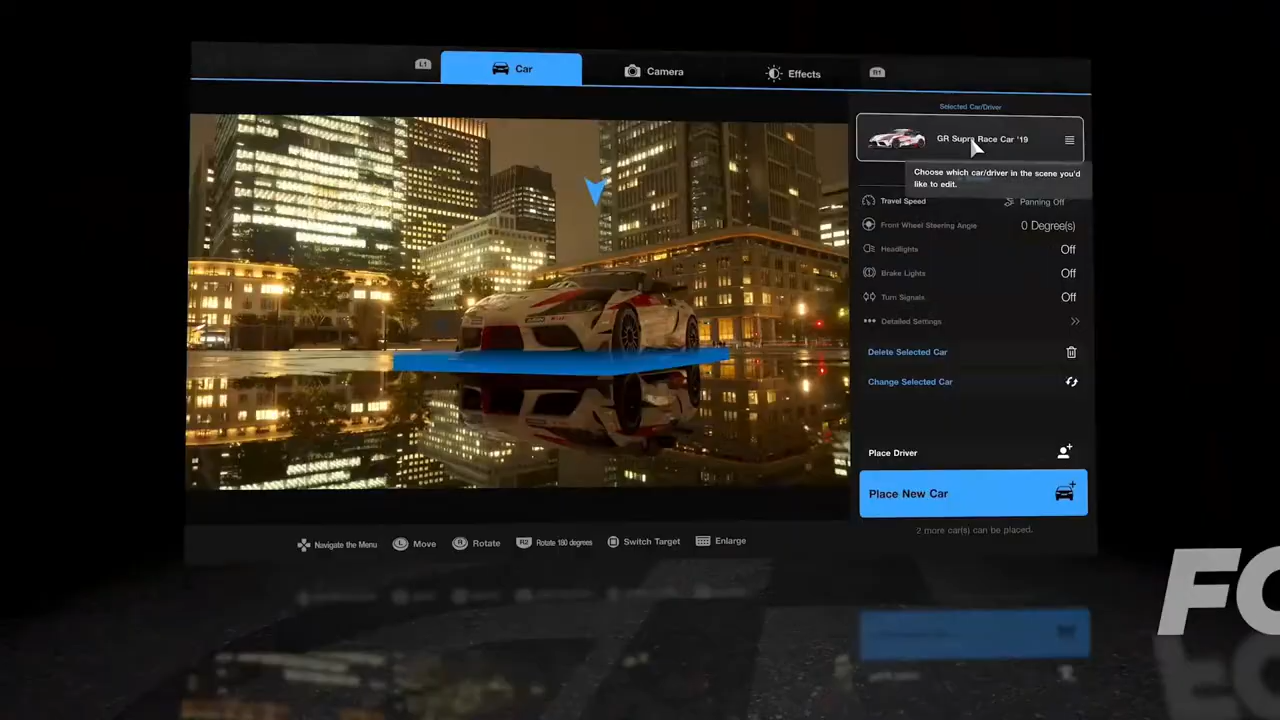 L1
Car
Camera
Effects
R1
Selected Car/Driver
GR Supra Race Car '19
Choose which car/driver in the scene you'd
like to edit.
Travel Speed
Panning Off
Front Wheel Steering Angle
0 Degree(s)
Headlights
Off
Brake Lights
Off
Turn Signals
Off
Detailed Settings
Delete Selected Car
Change Selected Car
Place Driver
Place New Car
2 more car(s) can be placed.
Navigate the Menu
L Move
R Rotate
R2 Rotate 180 degrees
Switch Target
Enlarge